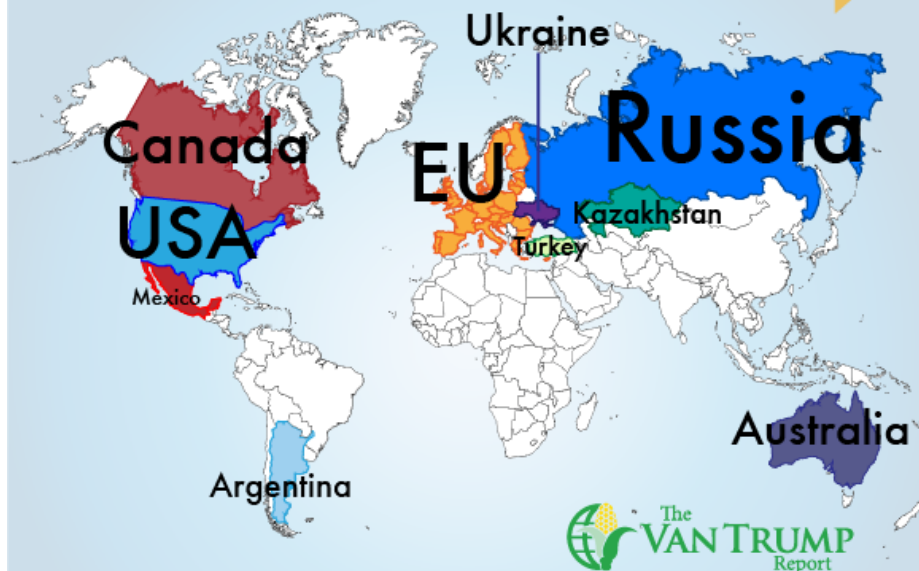 Ukraine
Canada
EU
Russia
USA
Kazakhstan
Turkey
Mexico
Australia
Argentina
The
VAN TRUMP
Report